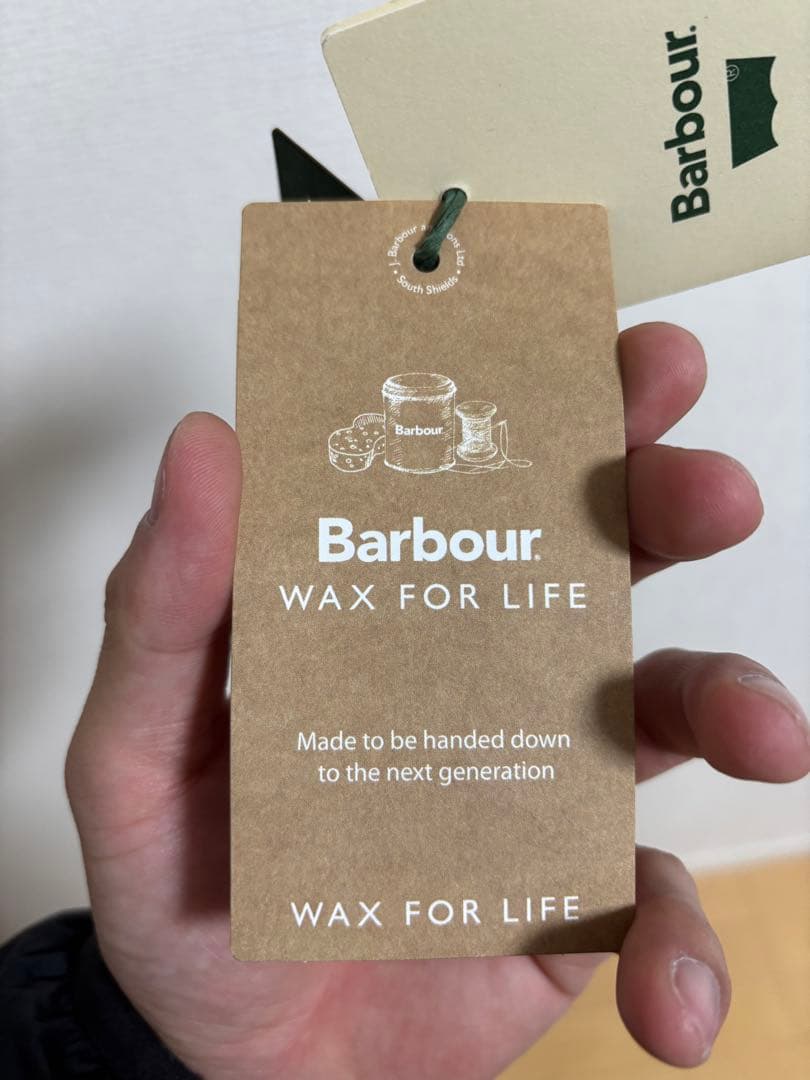 Barbour.
®
J. Barbour a ons Ltd
South Shields
Barbour.
Barbour.
WAX FOR LIFE
Made to be handed down
to the next generation
WAX FOR LIFE